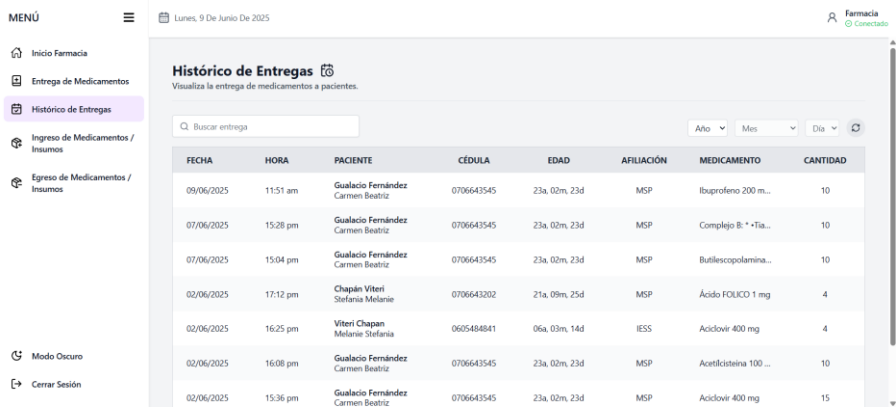 MENÚ
Lunes, 9 De Junio De 2025
Farmacia
Conectado
Inicio Farmacia
Entrega de Medicamentos
Histórico de Entregas
Ingreso de Medicamentos /
Insumos
Egreso de Medicamentos /
Insumos
Modo Oscuro
Cerrar Sesión
Histórico de Entregas
Visualiza la entrega de medicamentos a pacientes.
Buscar entrega
Año Mes Día
FECHA HORA PACIENTE CÉDULA EDAD AFILIACIÓN MEDICAMENTO CANTIDAD
09/06/2025 11:51 am Gualacio Fernández 0706643545 23a, 02m, 23d MSP Ibuprofeno 200 m... 10
Carmen Beatriz
07/06/2025 15:28 pm Gualacio Fernández 0706643545 23a, 02m, 23d MSP Complejo B: * +Tia... 10
Carmen Beatriz
07/06/2025 15:04 pm Gualacio Fernández 0706643545 23a, 02m, 23d MSP Butilescopolamina... 10
Carmen Beatriz
02/06/2025 17:12 pm Chapán Viteri 0706643202 21a, 09m, 25d MSP Ácido FOLICO 1 mg 4
Stefania Melanie
02/06/2025 16:25 pm Viteri Chapan 0605484841 06a, 03m, 14d IESS Aciclovir 400 mg 4
Melanie Stefania
02/06/2025 16:08 pm Gualacio Fernández 0706643545 23a, 02m, 23d MSP Acetilcisteina 100 ... 10
Carmen Beatriz
02/06/2025 15:36 pm Gualacio Fernández 0706643545 23a, 02m, 23d MSP Aciclovir 400 mg 15
Carmen Beatriz